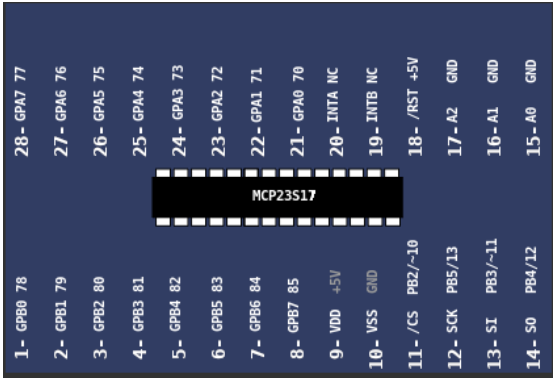 28- GPA7 77
27- GPA6 76
26- GPA5 75
25- GPA4 74
24- GPA3 73
23- GPA2 72
22- GPA1 71
21- GPA0 70
20- INTA NC
19- INTB NC
18- /RST +5V
17- A2 GND
16- A1 GND
15- A0 GND
MCP23S17
1- GPB0 78
2- GPB1 79
3- GPB2 80
4- GPB3 81
5- GPB4 82
6- GPB5 83
7- GPB6 84
8- GPB7 85
9- VDD +5V
10- VSS GND
11- /CS PB2/~10
12- SCK PB5/13
13- SI PB3/~11
14- SO PB4/12